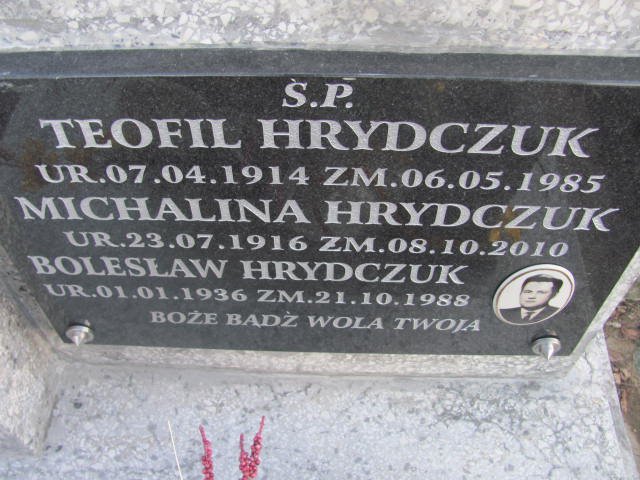 Ś.P.
TEOFIL HRYDCZUK
UR.07.04.1914 ZM.06.05.1985
MICHALINA HRYDCZUK
UR.23.07.1916 ZM.08.10.2010
BOLESŁAW HRYDCZUK
UR.01.01.1936 ZM.21.10.1988
BOŻE BĄDŹ WOLA TWOJA